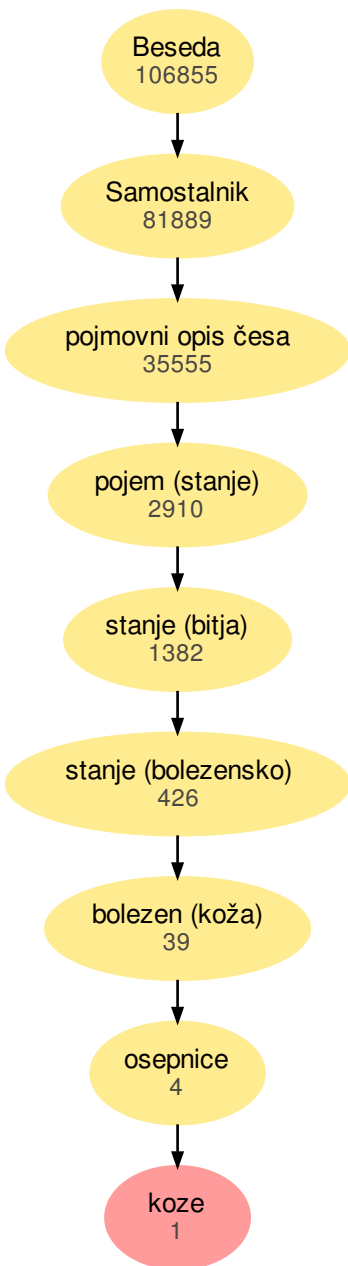 Beseda
106855
Samostalnik
81889
pojmovni opis česa
35555
pojem (stanje)
2910
stanje (bitja)
1382
stanje (bolezensko)
426
bolezen (koža)
39
osepnice
4
koze
1